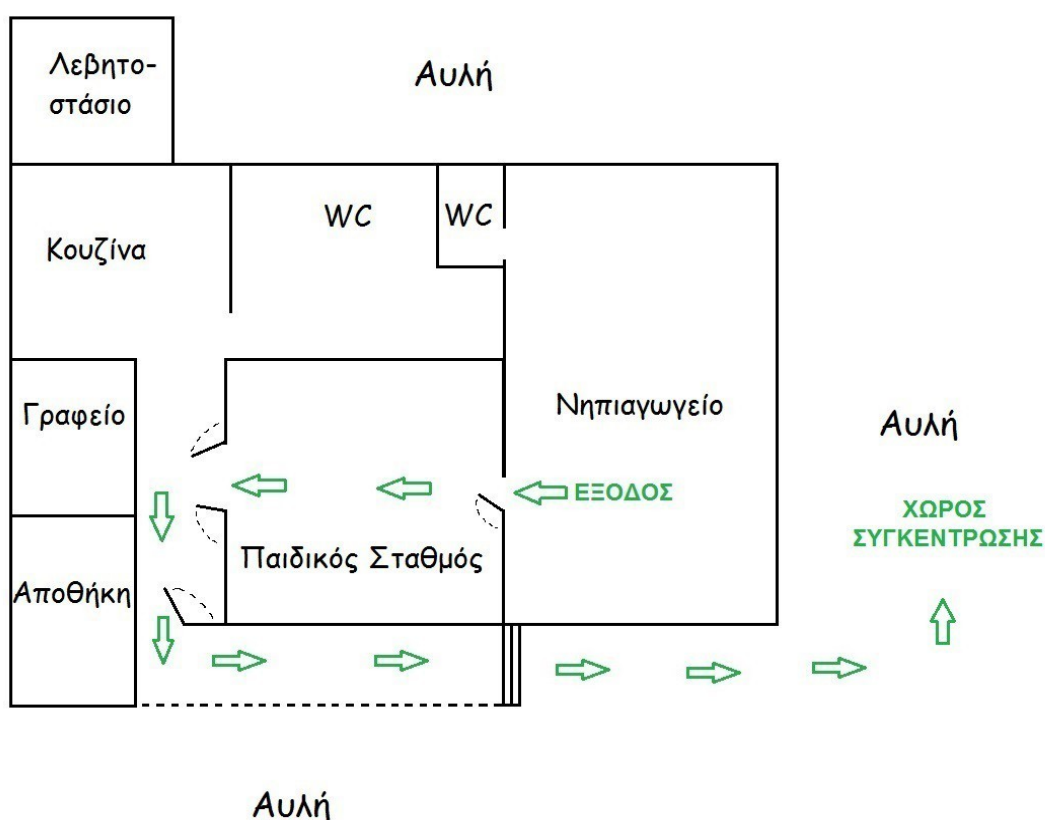 Λεβητο-
στάσιο
Αυλή
WC
WC
Κουζίνα
Γραφείο
Νηπιαγωγείο
Αυλή
ΕΞΟΔΟΣ
ΧΩΡΟΣ
ΣΥΓΚΕΝΤΡΩΣΗΣ
Παιδικός Σταθμός
Αποθήκη
Αυλή